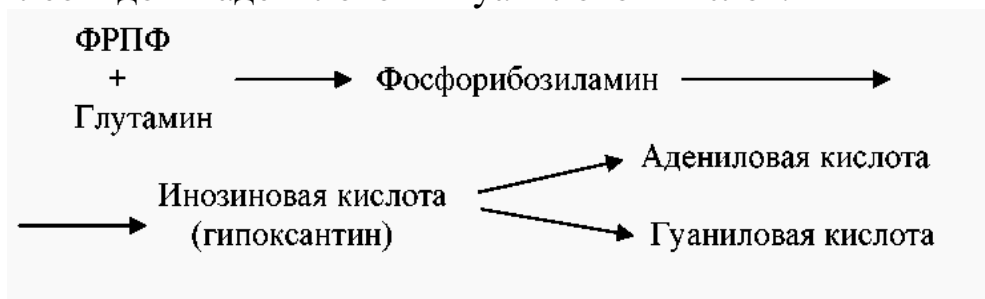 ФРПФ
+
Глутамин
Фосфорибозиламин
Адениловая кислота
Инозиновая кислота
(гипоксантин)
Гуаниловая кислота